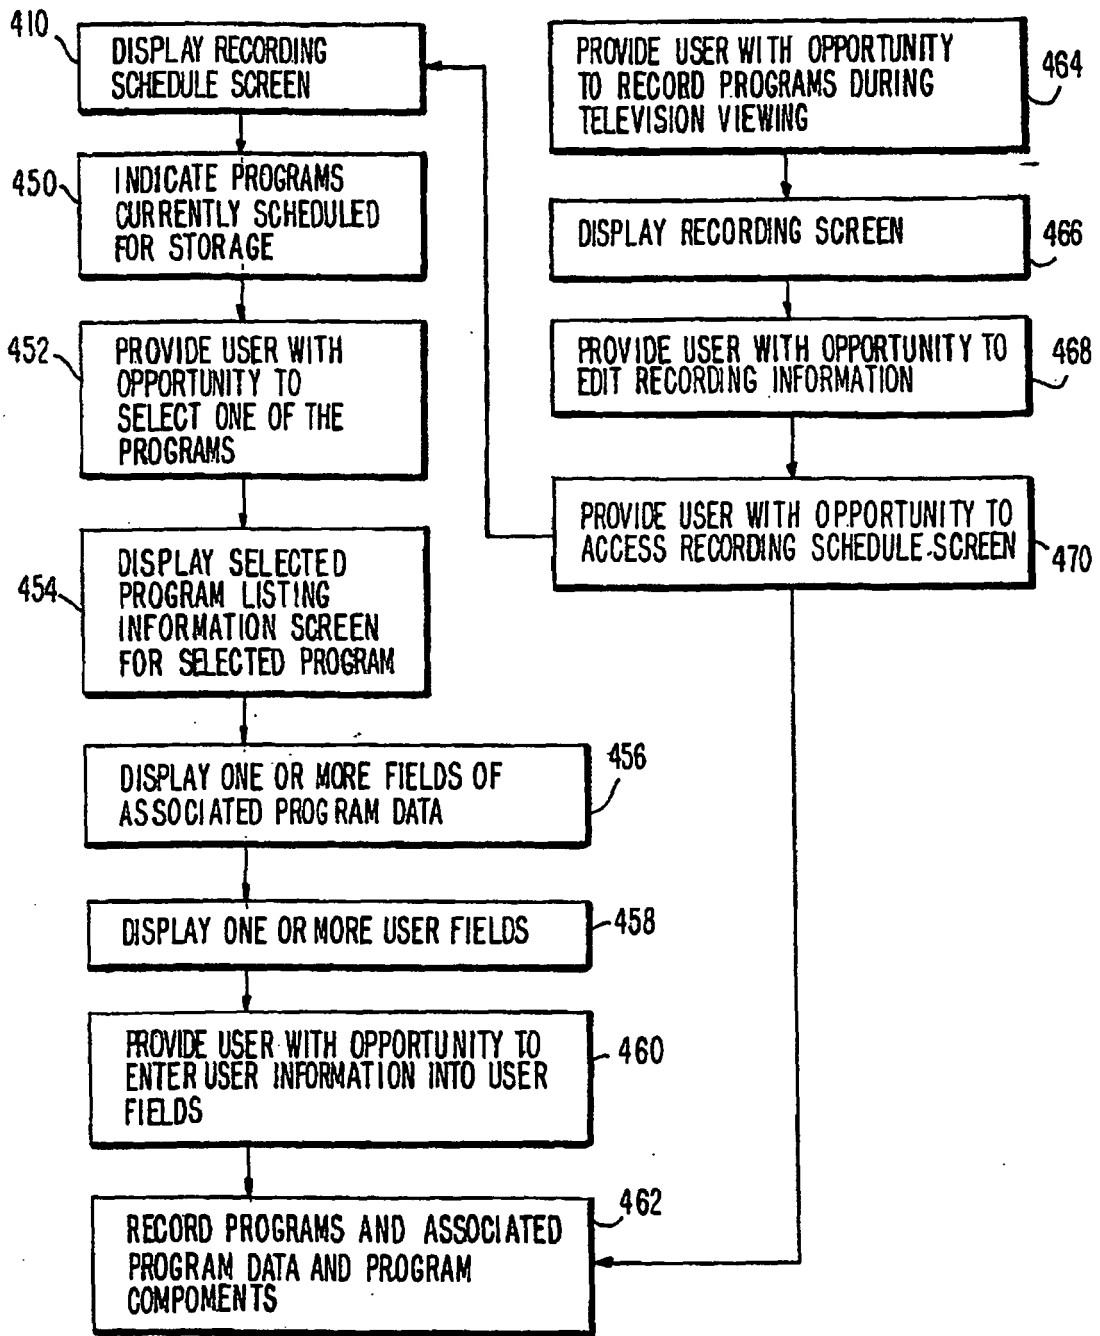 410
DISPLAY RECORDING
SCHEDULE SCREEN
450
INDICATE PROGRAMS
CURRENTLY SCHEDULED
FOR STORAGE
452
PROVIDE USER WITH
OPPORTUNITY TO
SELECT ONE OF THE
PROGRAMS
454
DISPLAY SELECTED
PROGRAM LISTING
INFORMATION SCREEN
FOR SELECTED PROGRAM
DISPLAY ONE OR MORE FIELDS OF
ASSOCIATED PROGRAM DATA
456
DISPLAY ONE OR MORE USER FIELDS
458
PROVIDE USER WITH OPPORTUNITY TO
ENTER USER INFORMATION INTO USER
FIELDS
460
RECORD PROGRAMS AND ASSOCIATED
PROGRAM DATA AND PROGRAM
COMPOMENTS
462
PROVIDE USER WITH OPPORTUNITY
TO RECORD PROGRAMS DURING
TELEVISION VIEWING
464
DISPLAY RECORDING SCREEN
466
PROVIDE USER WITH OPPORTUNITY TO
EDIT RECORDING INFORMATION
468
PROVIDE USER WITH OPPORTUNITY TO
ACCESS RECORDING SCHEDULE SCREEN
470